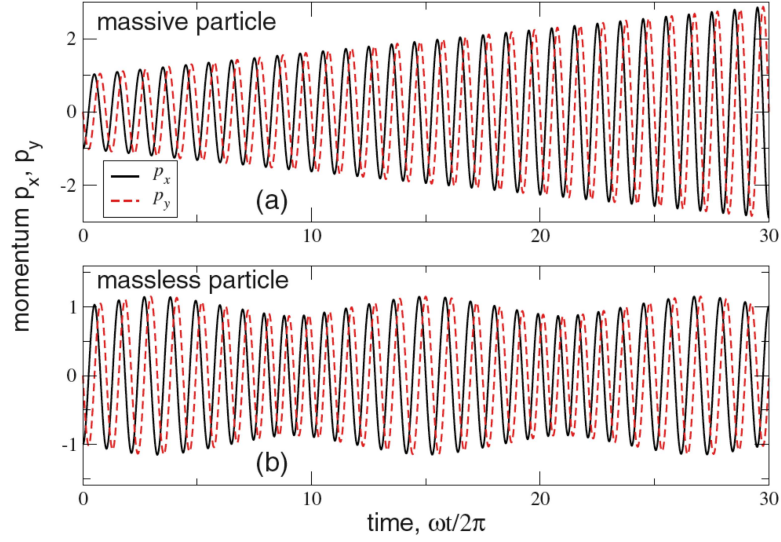 massive particle
2
0
-2
p_x
p_y
(a)
0
10
20
30
momentum p_x, p_y
massless particle
1
0
-1
(b)
0
10
20
30
time, ωt/2π